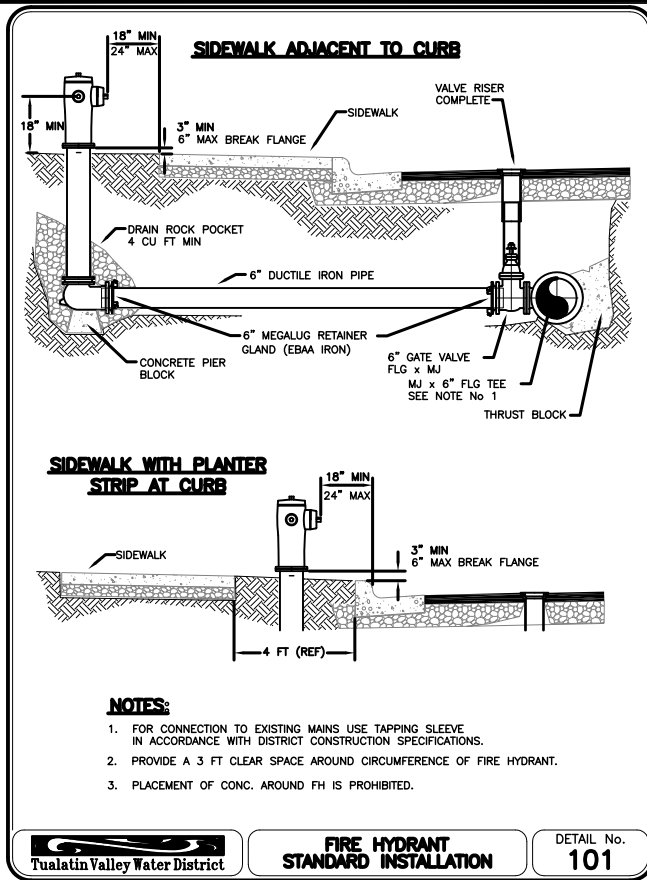 SIDEWALK ADJACENT TO CURB
18" MIN
24" MAX
VALVE RISER
COMPLETE
SIDEWALK
18" MIN
3" MIN
6" MAX BREAK FLANGE
DRAIN ROCK POCKET
4 CU FT MIN
6" DUCTILE IRON PIPE
6" MEGALUG RETAINER
GLAND (EBAA IRON)
CONCRETE PIER
BLOCK
6" GATE VALVE
FLG x MJ
MJ x 6" FLG TEE
SEE NOTE No 1
THRUST BLOCK
SIDEWALK WITH PLANTER
STRIP AT CURB
18" MIN
24" MAX
SIDEWALK
3" MIN
6" MAX BREAK FLANGE
4 FT (REF)
NOTES:
1. FOR CONNECTION TO EXISTING MAINS USE TAPPING SLEEVE
IN ACCORDANCE WITH DISTRICT CONSTRUCTION SPECIFICATIONS.
2. PROVIDE A 3 FT CLEAR SPACE AROUND CIRCUMFERENCE OF FIRE HYDRANT.
3. PLACEMENT OF CONC. AROUND FH IS PROHIBITED.
Tualatin Valley Water District
FIRE HYDRANT
STANDARD INSTALLATION
DETAIL No.
101